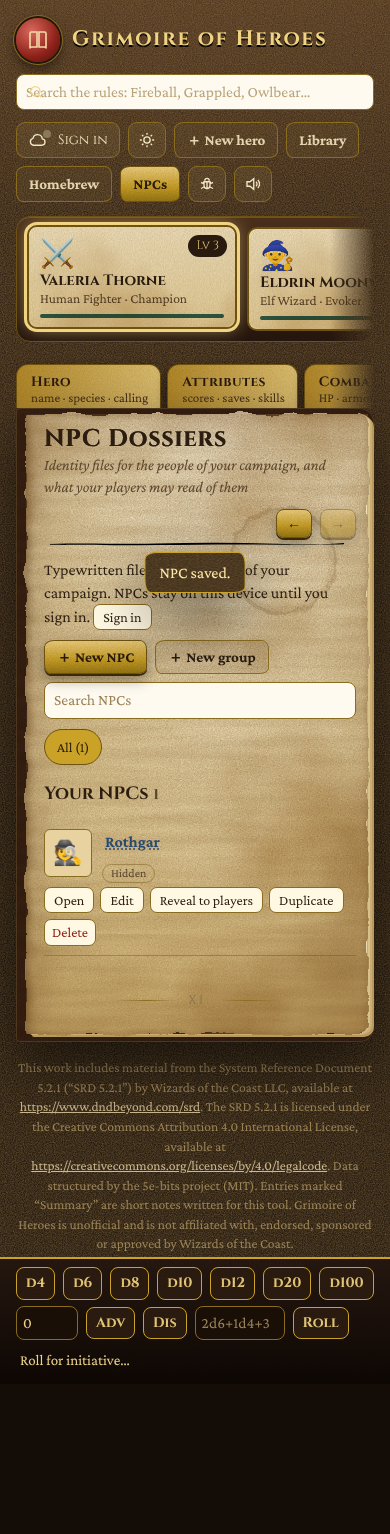 Grimoire of Heroes
Search the rules: Fireball, Grappled, Owlbear…
Sign in
+ New hero
Library
Homebrew
NPCs
Lv 3
Valeria Thorne
Human Fighter · Champion
Eldrin Moon
Elf Wizard · Evoker
Hero
name · species · calling
Attributes
scores · saves · skills
Comba
HP · armo
NPC Dossiers
Identity files for the people of your campaign, and
what your players may read of them
← →
NPC saved.
Typewritten file of your
campaign. NPCs stay on this device until you
sign in. Sign in
+ New NPC
+ New group
Search NPCs
All (1)
Your NPCs 1
Rothgar
Hidden
Open
Edit
Reveal to players
Duplicate
Delete
XI
This work includes material from the System Reference Document
5.2.1 (“SRD 5.2.1”) by Wizards of the Coast LLC, available at
https://www.dndbeyond.com/srd. The SRD 5.2.1 is licensed under
the Creative Commons Attribution 4.0 International License,
available at
https://creativecommons.org/licenses/by/4.0/legalcode. Data
structured by the 5e-bits project (MIT). Entries marked
“Summary” are short notes written for this tool. Grimoire of
Heroes is unofficial and is not affiliated with, endorsed, sponsored
or approved by Wizards of the Coast.
D4 D6 D8 D10 D12 D20 D100
0 Adv Dis 2d6+1d4+3 Roll
Roll for initiative…